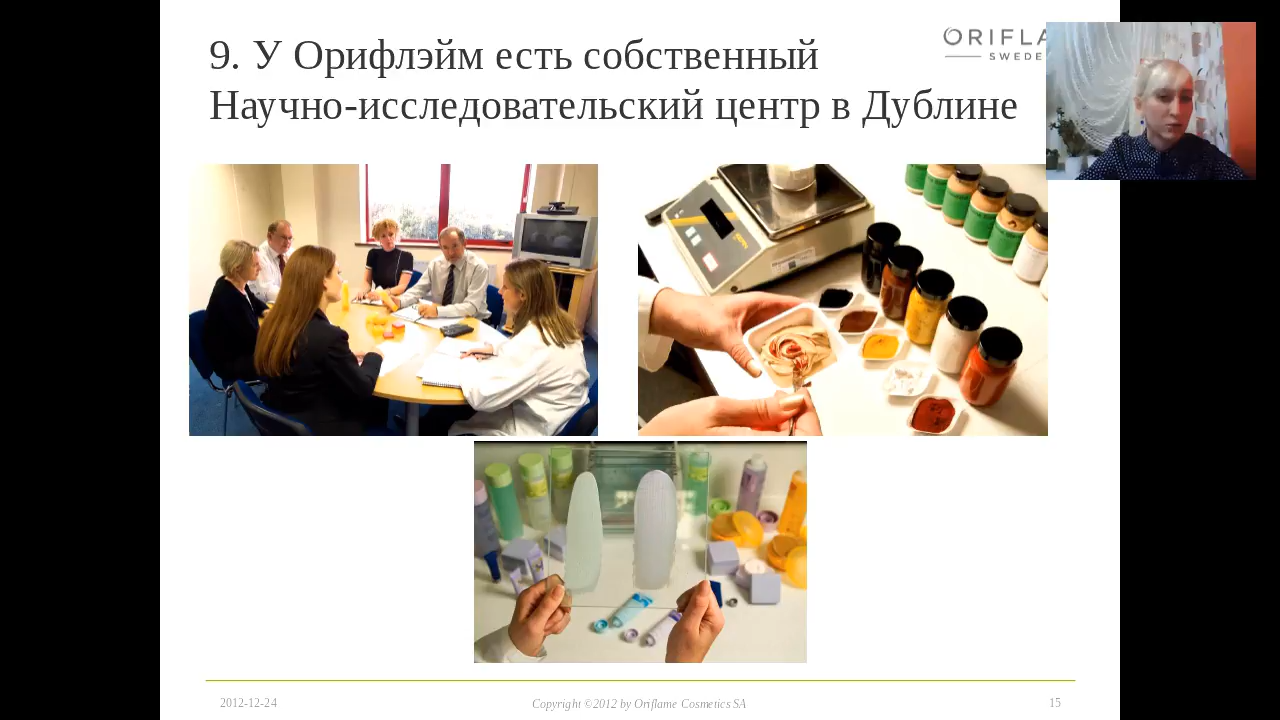 9. У Орифлэйм есть собственный
Научно-исследовательский центр в Дублине
ORIFLA
SWEDE
2012-12-24
Copyright ©2012 by Oriflame Cosmetics SA
15